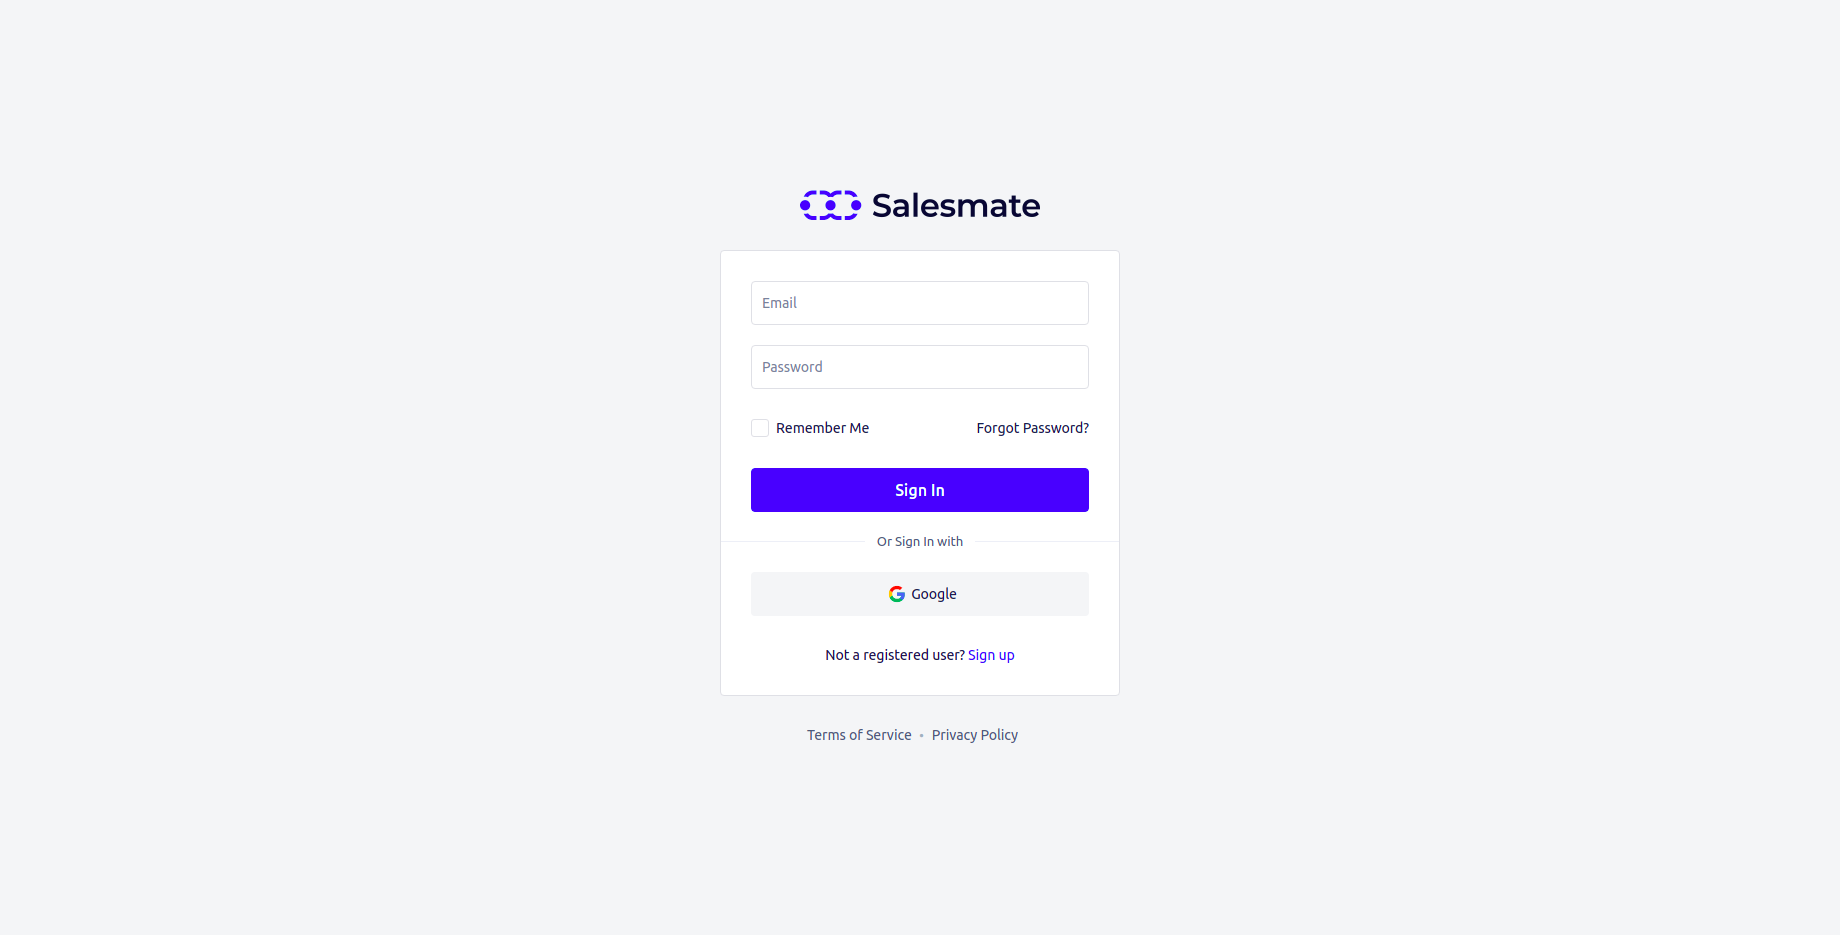 Salesmate
Email
Password
Remember Me Forgot Password?
Sign In
Or Sign In with
Google
Not a registered user? Sign up
Terms of Service • Privacy Policy